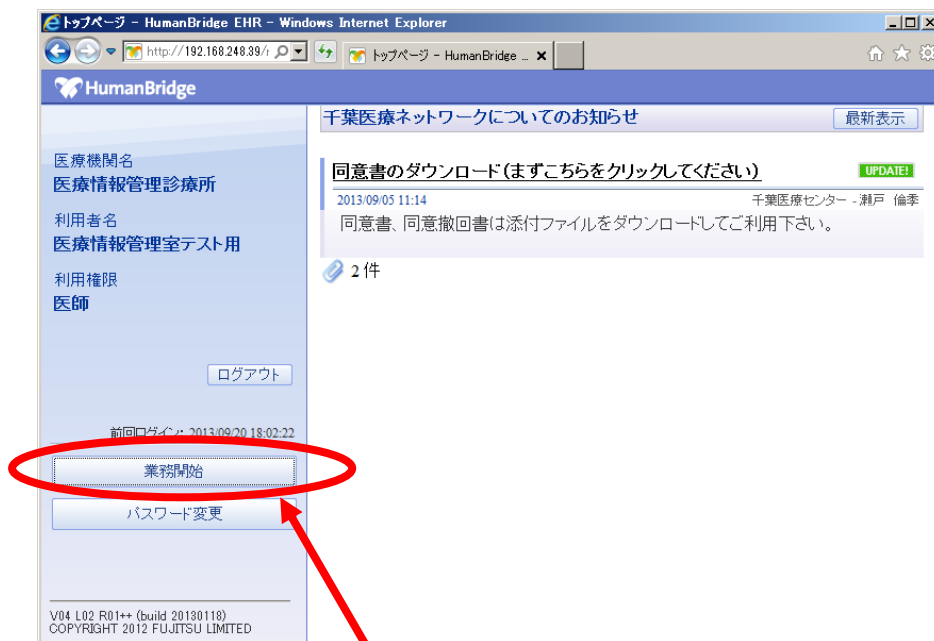 トップページ - HumanBridge EHR - Windows Internet Explorer
http://192.168.248.39/
トップページ - HumanBridge ...
HumanBridge
千葉医療ネットワークについてのお知らせ
最新表示
医療機関名
医療情報管理診療所
利用者名
医療情報管理室テスト用
利用権限
医師
ログアウト
前回ログイン: 2013/09/20 18:02:22
業務開始
パスワード変更
V04 L02 R01++ (build 20130118)
COPYRIGHT 2012 FUJITSU LIMITED
同意書のダウンロード(まずこちらをクリックしてください)
UPDATE!
2013/09/05 11:14
千葉医療センター - 瀬戸 倫季
同意書、同意撤回書は添付ファイルをダウンロードしてご利用下さい。
2 件